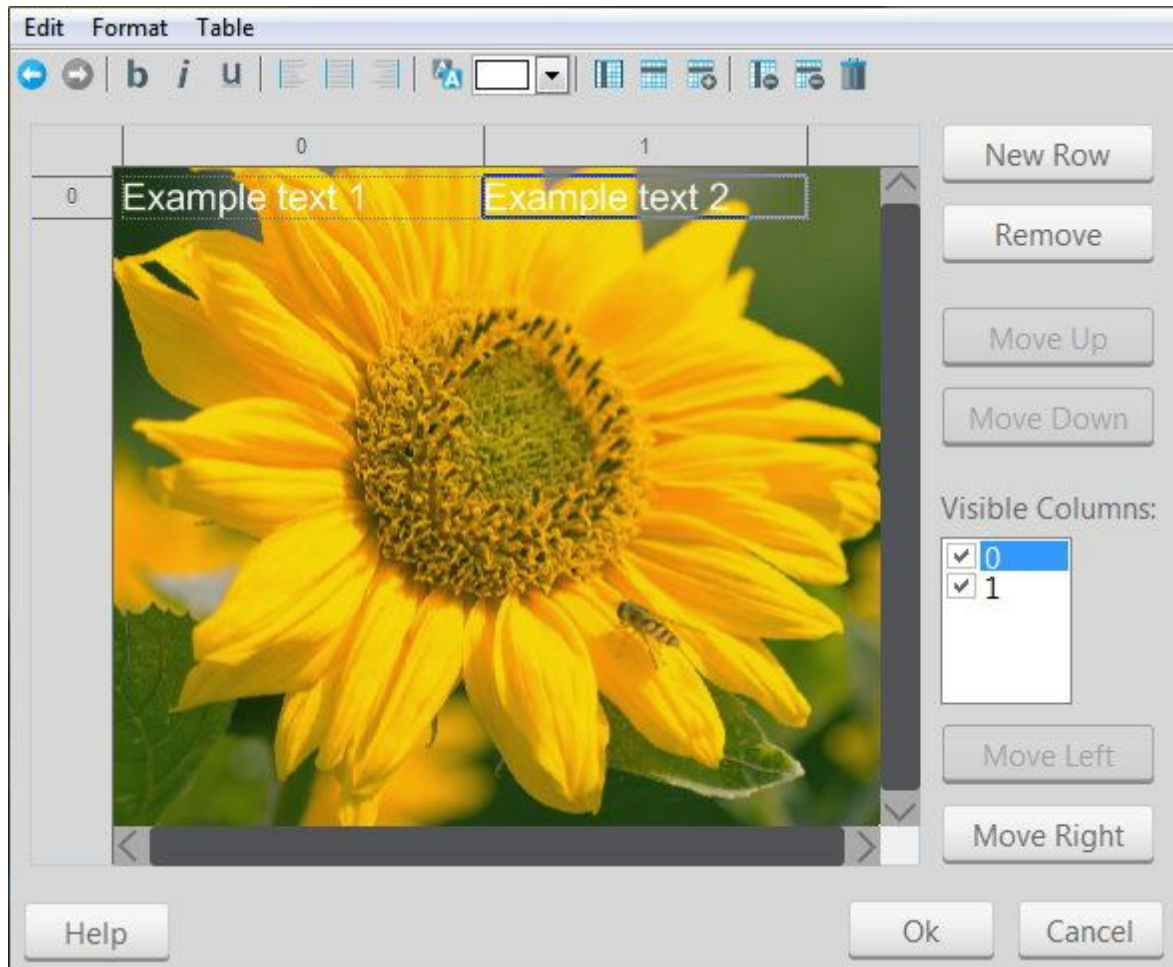 Edit Format Table
b i u
0 1
0 Example text 1 Example text 2
New Row
Remove
Move Up
Move Down
Visible Columns:
0
1
Move Left
Move Right
Help Ok Cancel